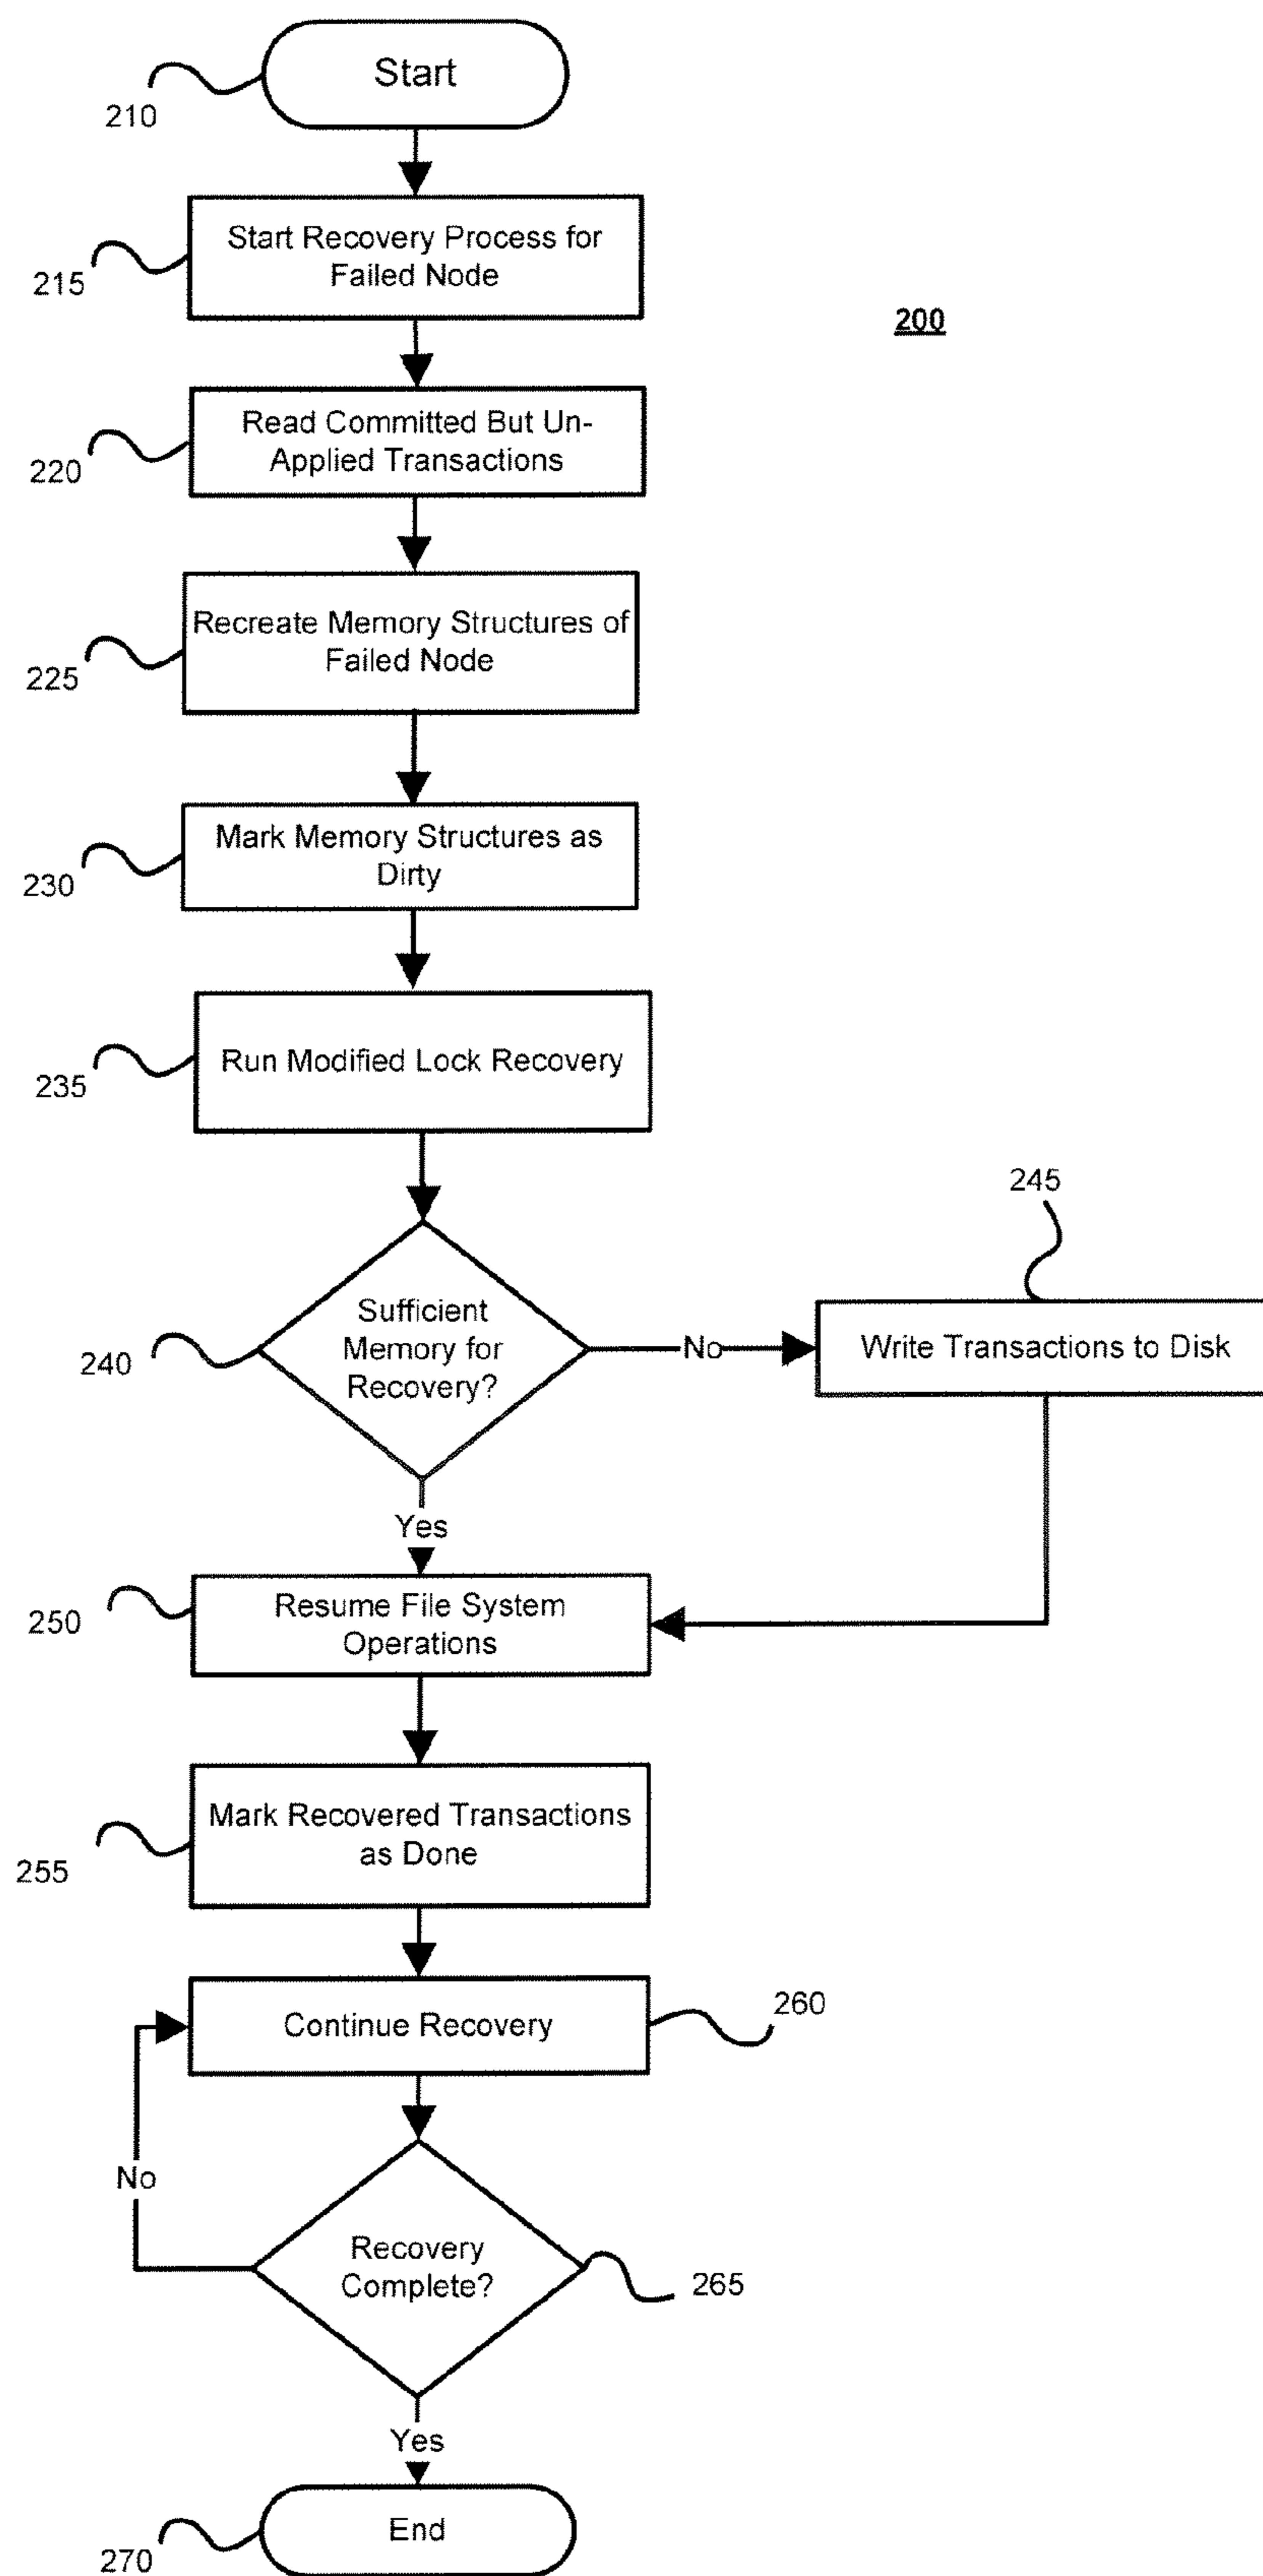 Start
210
Start Recovery Process for
Failed Node
215
200
Read Committed But Un-
Applied Transactions
220
Recreate Memory Structures of
Failed Node
225
Mark Memory Structures as
Dirty
230
Run Modified Lock Recovery
235
245
Sufficient
Memory for
Recovery?
240
No
Write Transactions to Disk
Yes
Resume File System
Operations
250
Mark Recovered Transactions
as Done
255
Continue Recovery
260
No
Recovery
Complete?
265
Yes
End
270